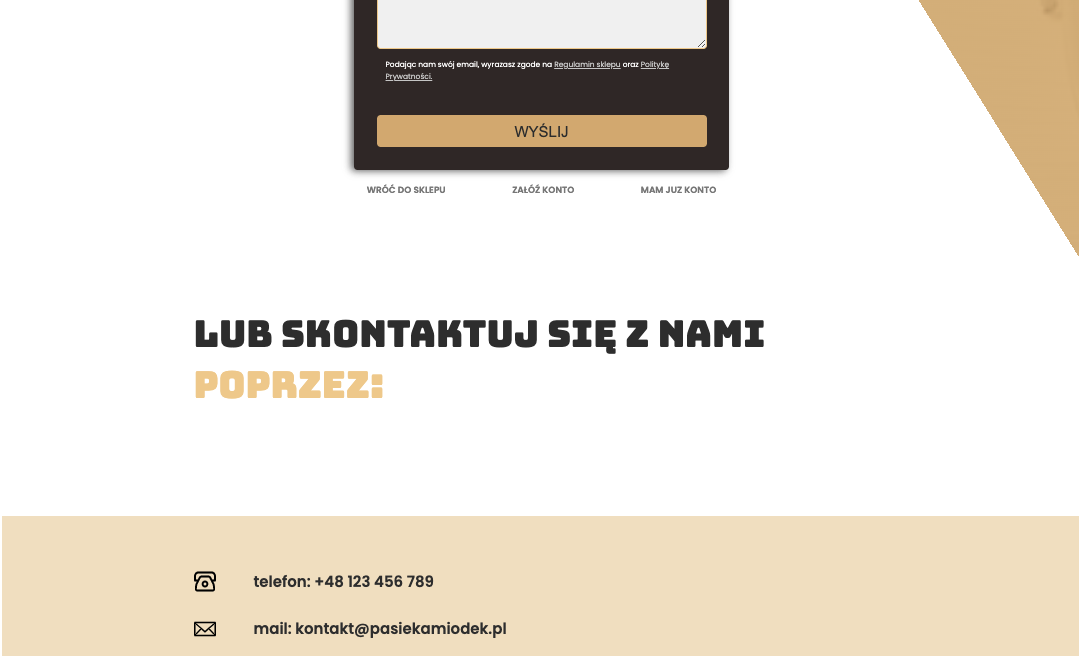 Podając nam swój email, wyrazasz zgode na Regulamin sklepu oraz Politykę
Prywatności.
WYŚLIJ
WRÓĆ DO SKLEPU ZAŁÓŻ KONTO MAM JUZ KONTO
LUB SKONTAKTUJ SIĘ Z NAMI
POPRZEZ:
telefon: +48 123 456 789
mail: kontakt@pasiekamiodek.pl